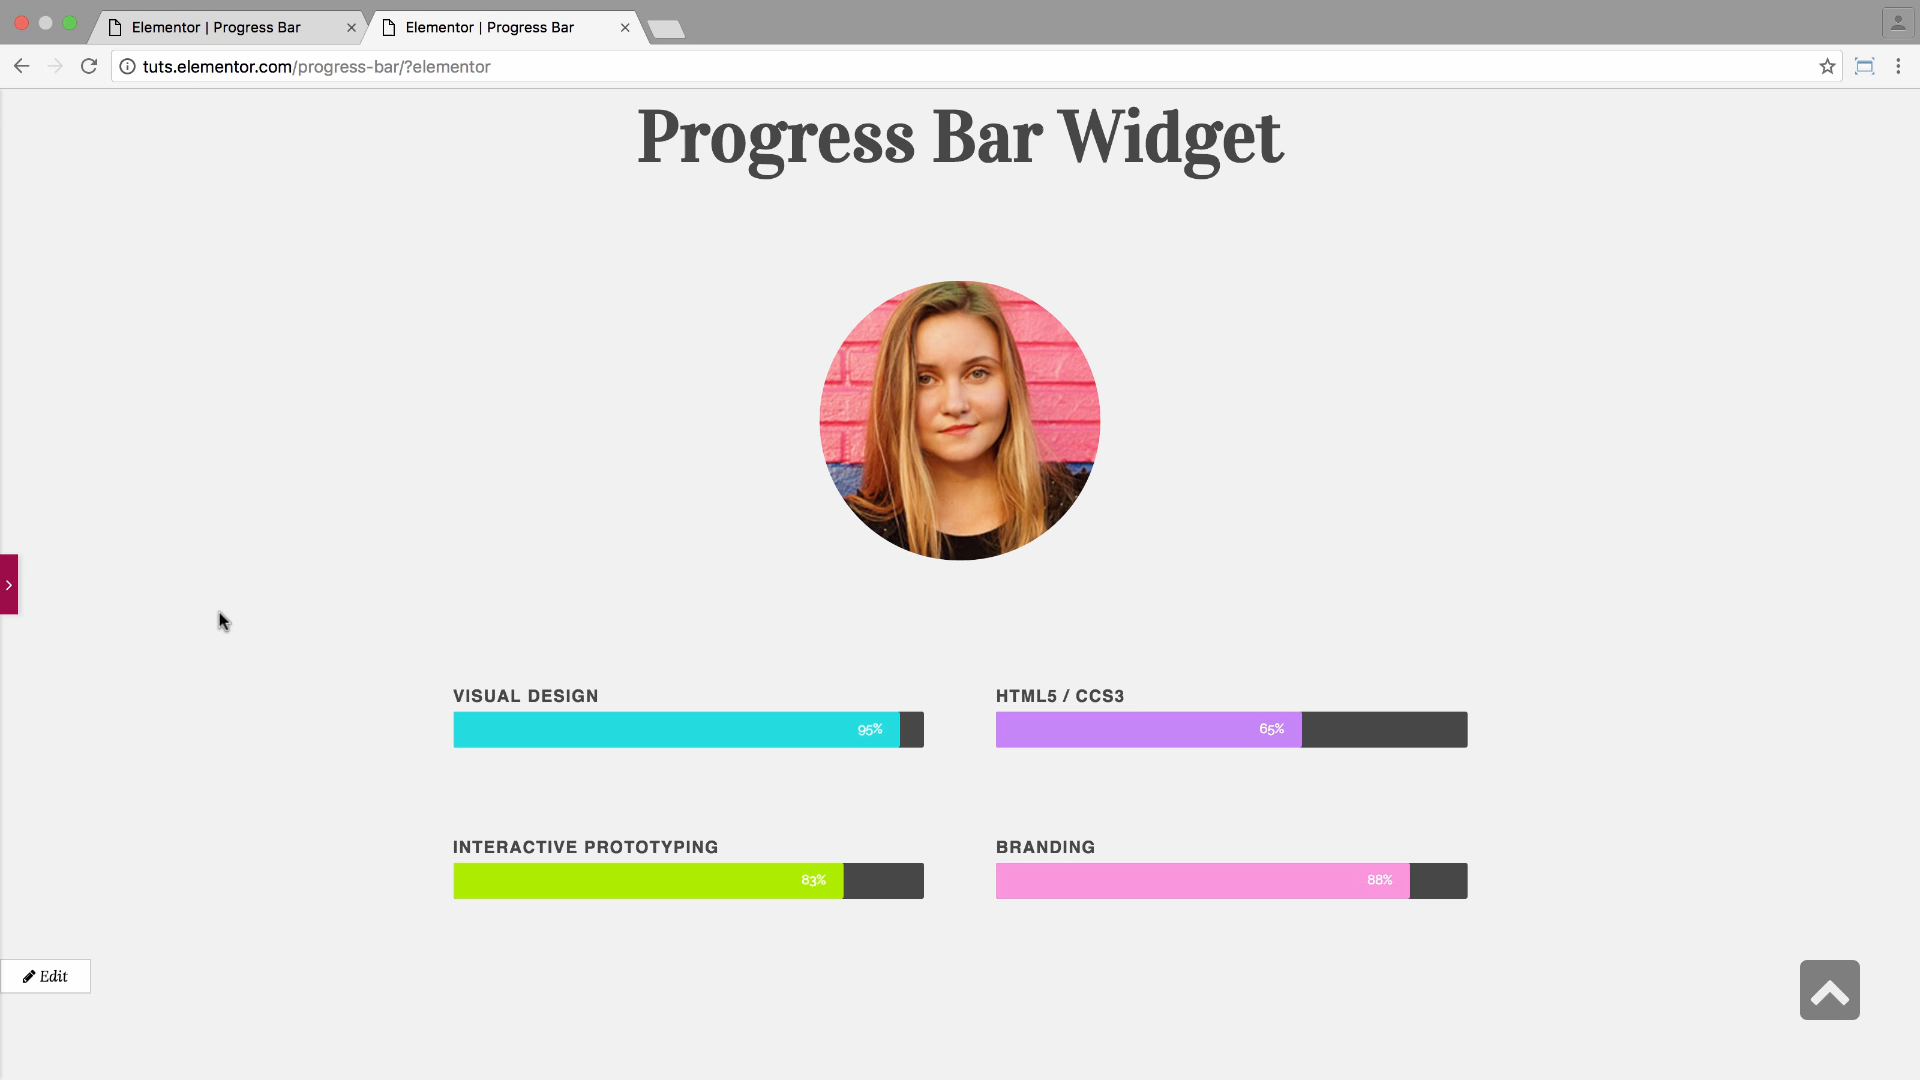 Elementor | Progress Bar
Elementor | Progress Bar
tuts.elementor.com/progress-bar/?elementor
Progress Bar Widget
VISUAL DESIGN
95%
HTML5 / CCS3
65%
INTERACTIVE PROTOTYPING
83%
BRANDING
88%
Edit